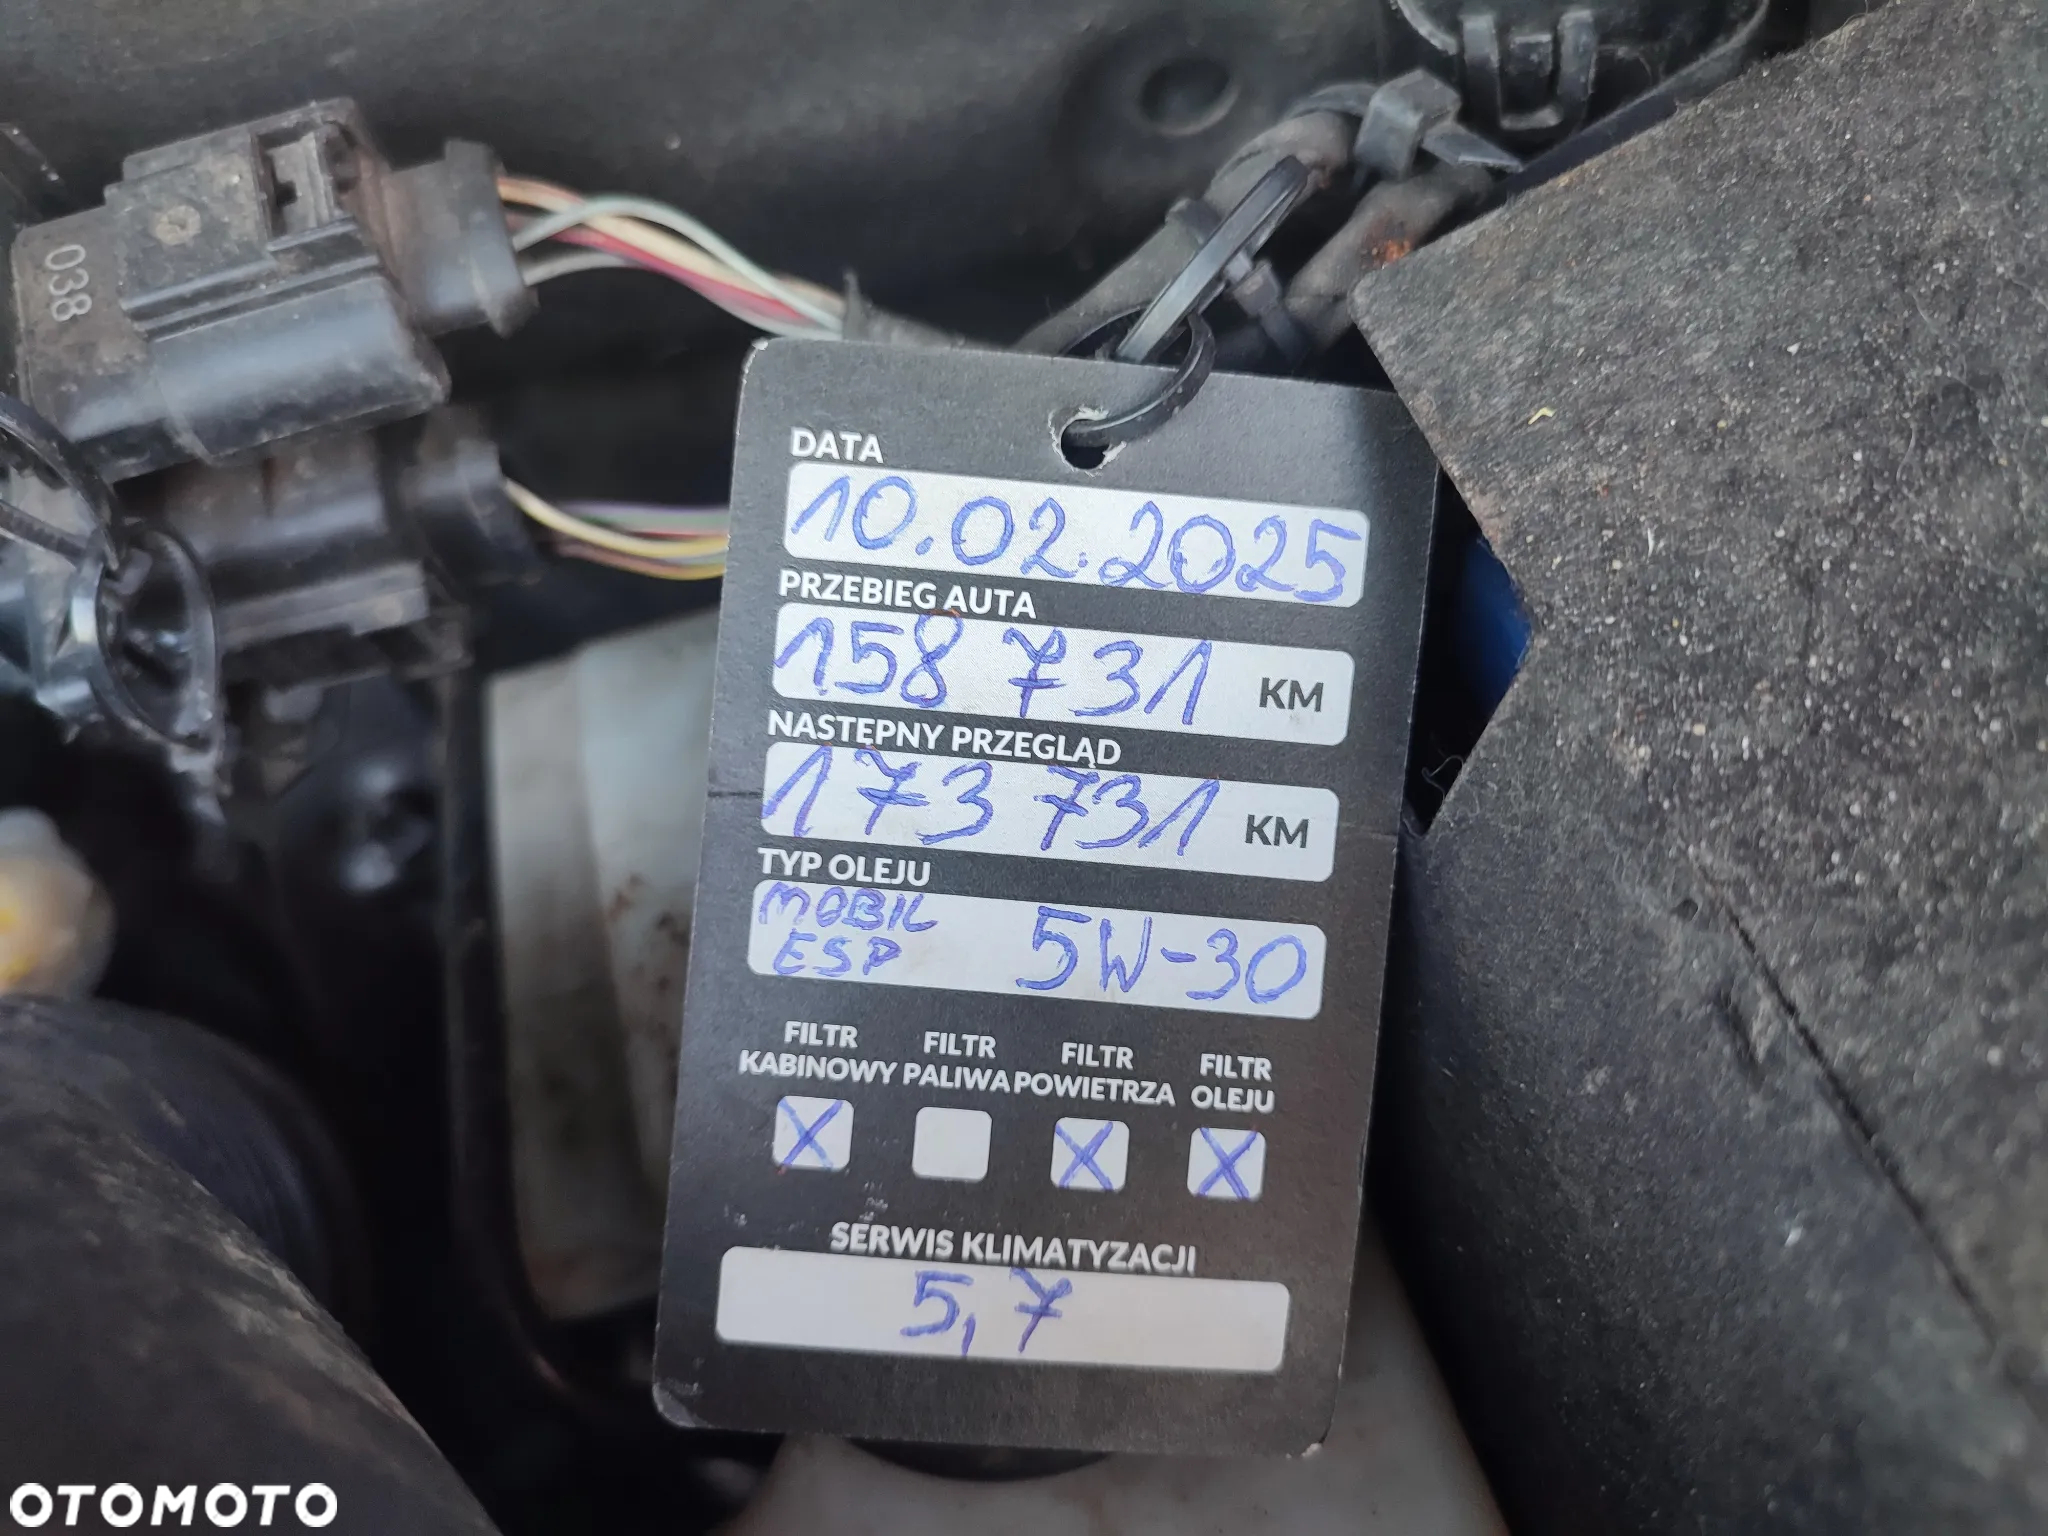 038
DATA
10.02.2025
PRZEBIEG AUTA
158 731 KM
NASTĘPNY PRZEGLĄD
173 731 KM
TYP OLEJU
MOBIL
ESP 5W-30
FILTR KABINOWY
FILTR PALIWA
FILTR POWIETRZA
FILTR OLEJU
X X X
SERWIS KLIMATYZACJI
5,7
OTOMOTO